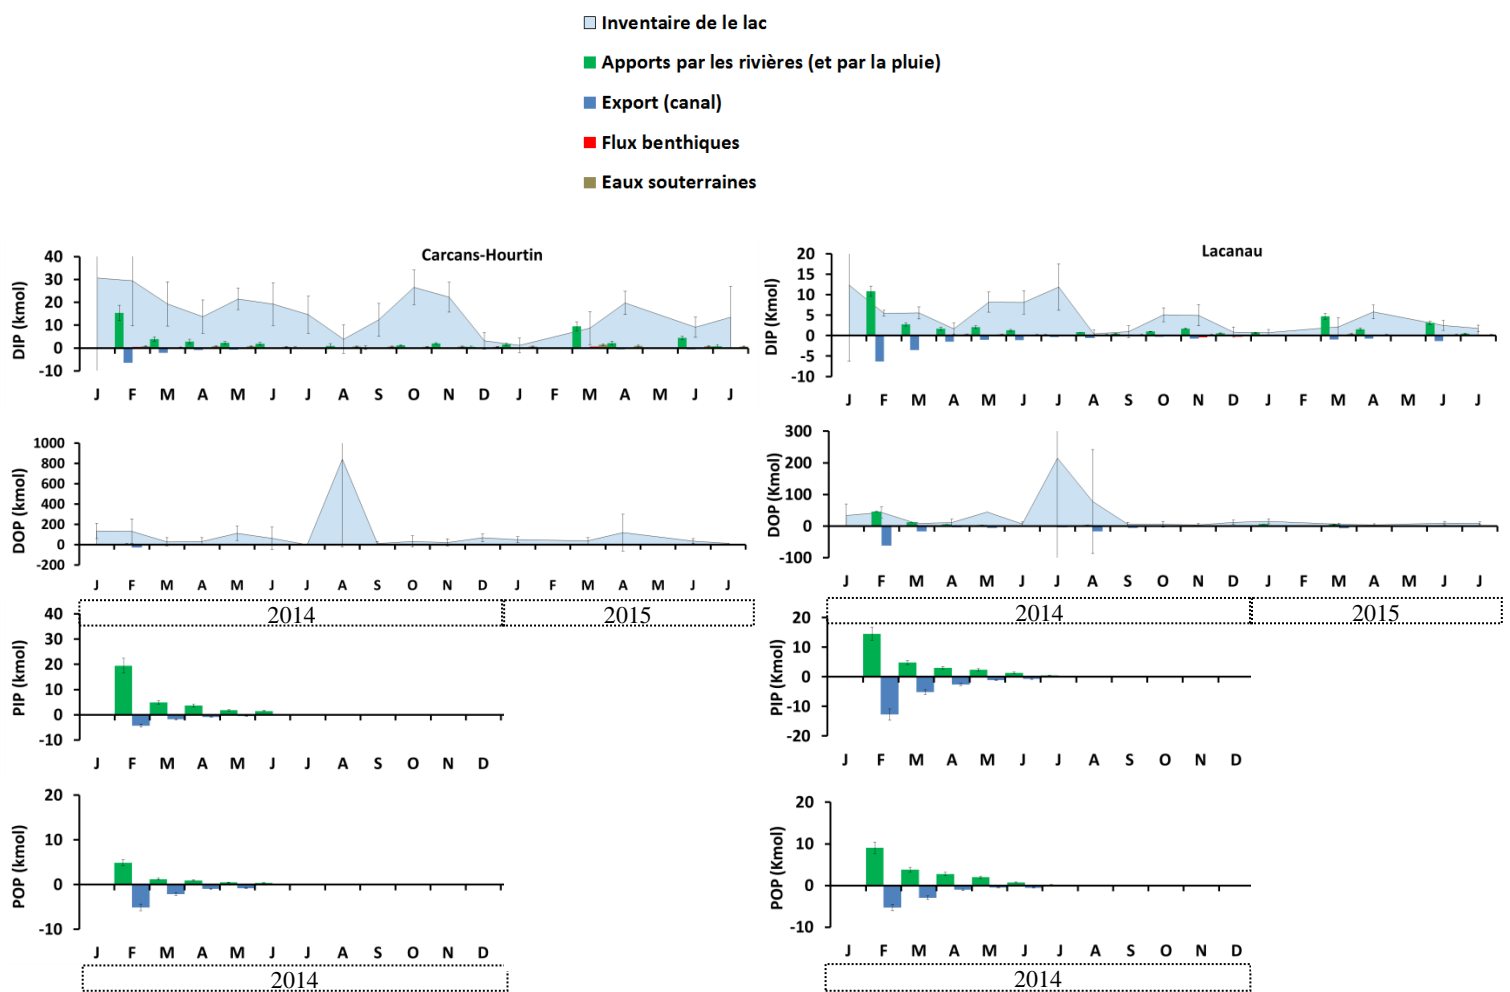 Inventaire de le lac
Apports par les rivières (et par la pluie)
Export (canal)
Flux benthiques
Eaux souterraines
Carcans-Hourtin
DIP (kmol)
40
30
20
10
0
-10
J F M A M J J A S O N D J F M A M J J
Lacanau
DIP (Kmol)
20
15
10
5
0
-5
-10
J F M A M J J A S O N D J F M A M J J
DOP (kmol)
1000
800
600
400
200
0
-200
J F M A M J J A S O N D J F M A M J J
2014 2015
DOP (Kmol)
300
200
100
0
-100
J F M A M J J A S O N D J F M A M J J
2014 2015
PIP (kmol)
40
30
20
10
0
-10
J F M A M J J A S O N D
PIP (Kmol)
20
10
0
-10
-20
J F M A M J J A S O N D
POP (kmol)
20
10
0
-10
J F M A M J J A S O N D
2014
POP (Kmol)
20
10
0
-10
J F M A M J J A S O N D
2014